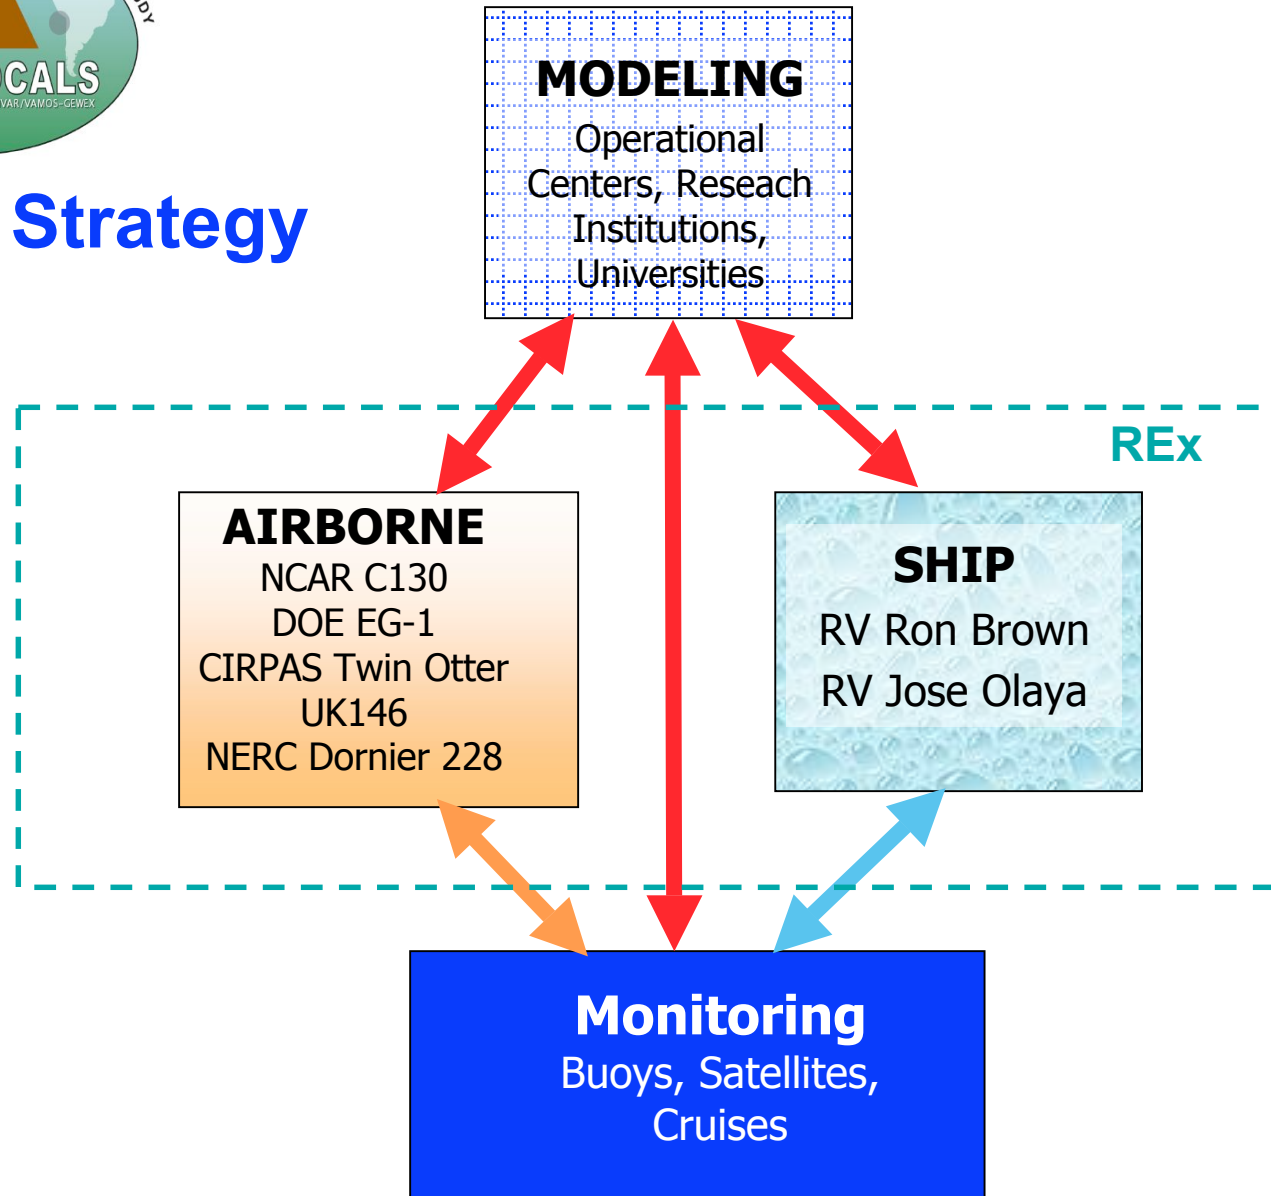 OCALS
VAR/VAMOS-GEWEX
Strategy
MODELING
Operational
Centers, Reseach
Institutions,
Universities
REx
AIRBORNE
NCAR C130
DOE EG-1
CIRPAS Twin Otter
UK146
NERC Dornier 228
SHIP
RV Ron Brown
RV Jose Olaya
Monitoring
Buoys, Satellites,
Cruises